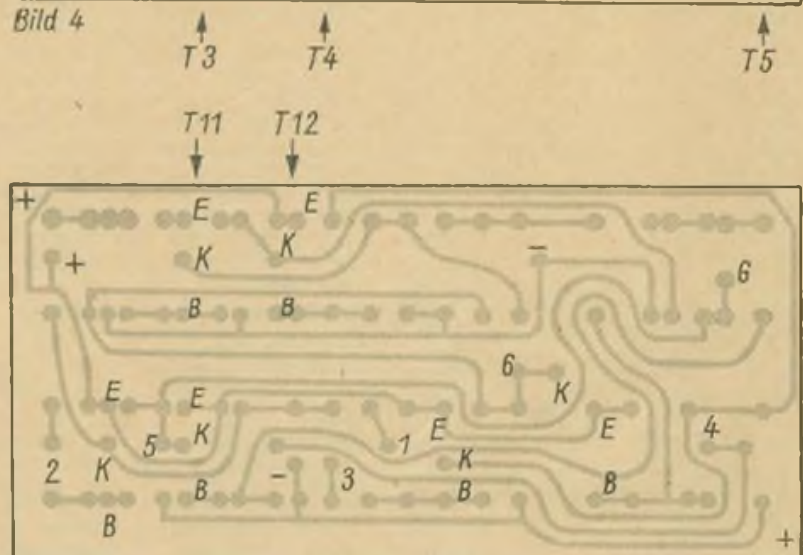 Bild 4
T3 T4 T5
T11 T12
+ E E
+ K K - 6
B B
6 K
E E E E
5 K 1 4
2 K - 3 K
B B B
B
+